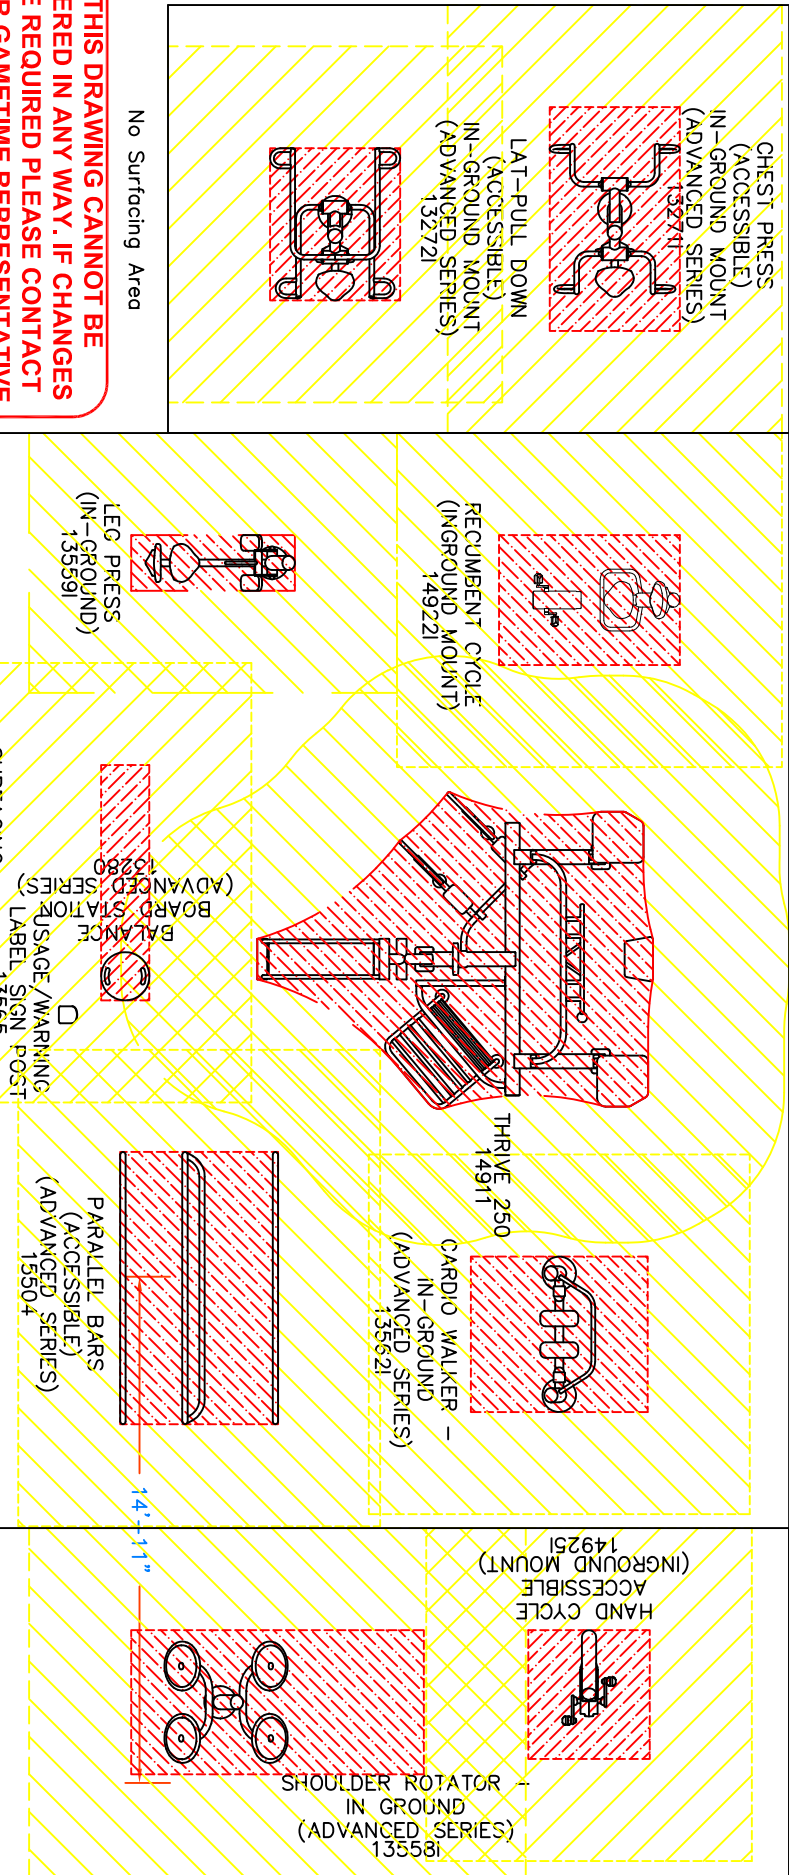 CHEST PRESS
(ACCESSIBLE)
IN-GROUND MOUNT
(ADVANCED SERIES)
13271I
LAT-PULL DOWN
(ACCESSIBLE)
IN-GROUND MOUNT
(ADVANCED SERIES)
13272I
No Surfacing Area
THIS DRAWING CANNOT BE
ERED IN ANY WAY. IF CHANGES
E REQUIRED PLEASE CONTACT
R GAMETIME REPRESENTATIVE
RECUMBENT CYCLE
(INGROUND MOUNT)
14922I
LEG PRESS
(IN-GROUND)
13559I
BALANCE
BOARD STATION
(ADVANCED SERIES)
13280
USAGE/WARNING
LABEL SIGN POST
THRIVE 250
14911
CARDIO WALKER -
IN-GROUND
(ADVANCED SERIES)
13562I
PARALLEL BARS
(ACCESSIBLE)
(ADVANCED SERIES)
15504
14'-11"
HAND CYCLE
ACCESSIBLE
(INGROUND MOUNT)
14925I
SHOULDER ROTATOR -
IN GROUND
(ADVANCED SERIES)
13558I